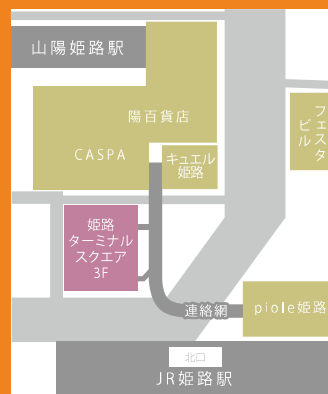 山陽姫路駅
陽百貨店
CASPA
キュエル
姫路
フェスタ
ビル
姫路
ターミナル
スクエア
3F
連絡網
piole姫路
北口
JR姫路駅